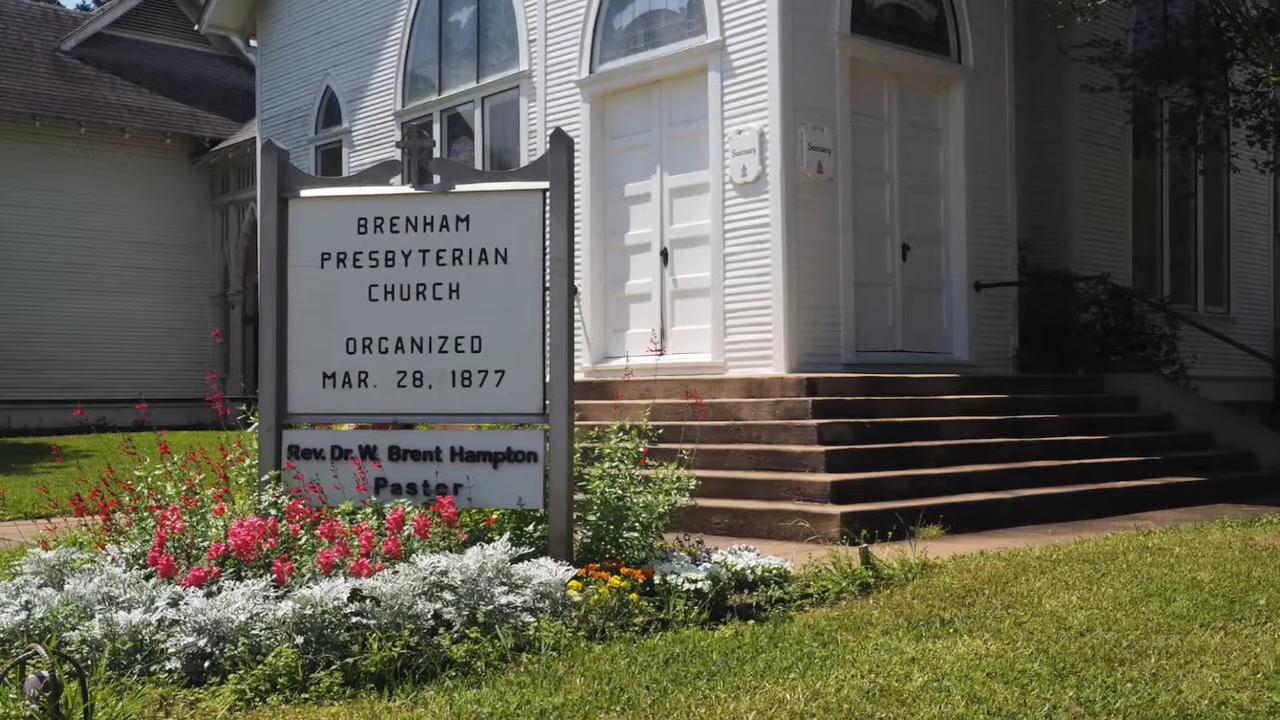 BRENHAM
PRESBYTERIAN
CHURCH
ORGANIZED
MAR. 28, 1877
Rev. Dr. W. Brent Hampton
Pastor
Sanctuary
Sanctuary